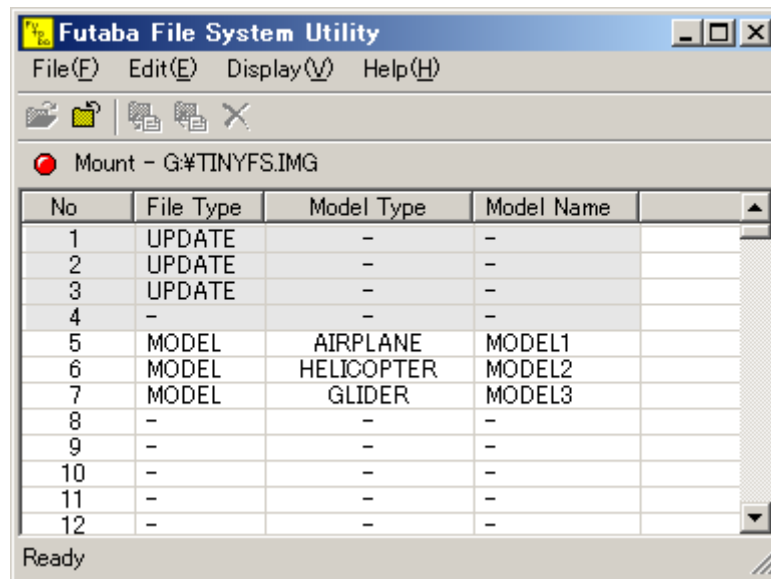 Futaba File System Utility
File(F) Edit(E) Display(V) Help(H)
Mount - G:¥TINYFS.IMG
No File Type Model Type Model Name
1 UPDATE - -
2 UPDATE - -
3 UPDATE - -
4 - - -
5 MODEL AIRPLANE MODEL1
6 MODEL HELICOPTER MODEL2
7 MODEL GLIDER MODEL3
8 - - -
9 - - -
10 - - -
11 - - -
12 - - -
Ready